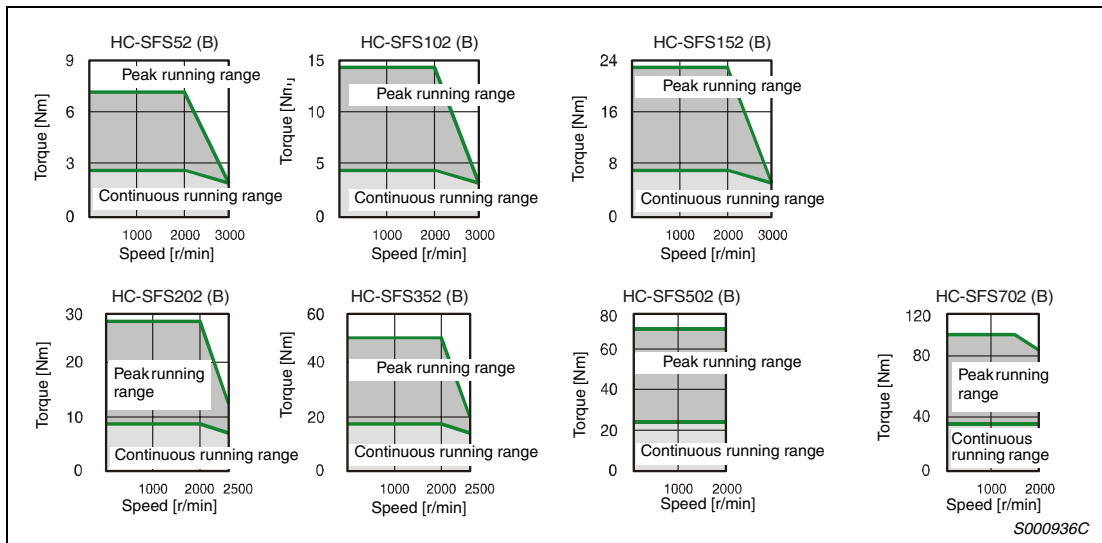 HC-SFS52 (B)
9
6
3
0
Torque [Nm]
Peak running range
Continuous running range
1000 2000 3000
Speed [r/min]
HC-SFS102 (B)
15
10
5
0
Torque [Nm]
Peak running range
Continuous running range
1000 2000 3000
Speed [r/min]
HC-SFS152 (B)
24
16
8
0
Torque [Nm]
Peak running range
Continuous running range
1000 2000 3000
Speed [r/min]
HC-SFS202 (B)
30
20
10
0
Torque [Nm]
Peak running
range
Continuous running range
1000 2000 2500
Speed [r/min]
HC-SFS352 (B)
60
40
20
0
Torque [Nm]
Peak running range
Continuous running range
1000 2000 2500
Speed [r/min]
HC-SFS502 (B)
80
60
40
20
0
Torque [Nm]
Peak running range
Continuous running range
1000 2000
Speed [r/min]
HC-SFS702 (B)
120
80
40
0
Torque [Nm]
Peak running
range
Continuous
running range
1000 2000
Speed [r/min]
S000936C